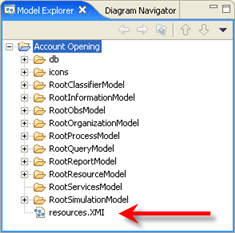 Model Explorer
Diagram Navigator
Account Opening
db
icons
RootClassifierModel
RootInformationModel
RootObsModel
RootOrganizationModel
RootProcessModel
RootQueryModel
RootReportModel
RootResourceModel
RootServicesModel
RootSimulationModel
resources.XMI